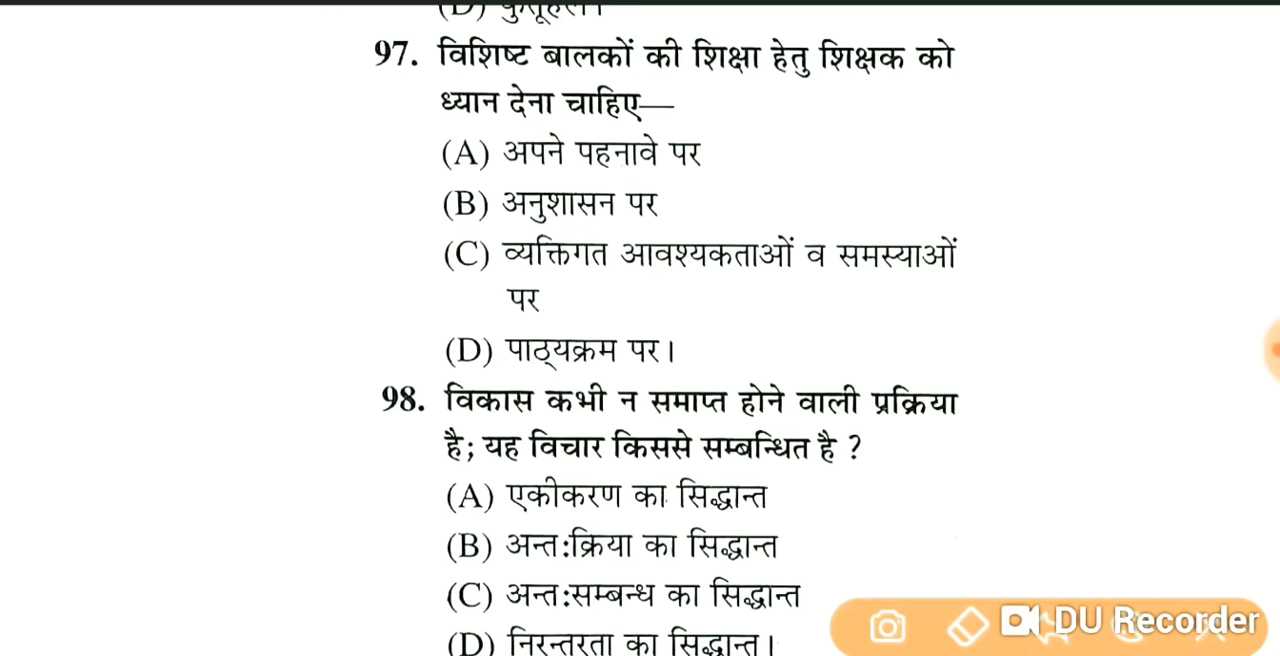 97. विशिष्ट बालकों की शिक्षा हेतु शिक्षक को
ध्यान देना चाहिए—
(A) अपने पहनावे पर
(B) अनुशासन पर
(C) व्यक्तिगत आवश्यकताओं व समस्याओं
पर
(D) पाठ्यक्रम पर।
98. विकास कभी न समाप्त होने वाली प्रक्रिया
है; यह विचार किससे सम्बन्धित है ?
(A) एकीकरण का सिद्धान्त
(B) अन्त:क्रिया का सिद्धान्त
(C) अन्त:सम्बन्ध का सिद्धान्त
(D) निरन्तरता का सिद्धान्त।
DU Recorder